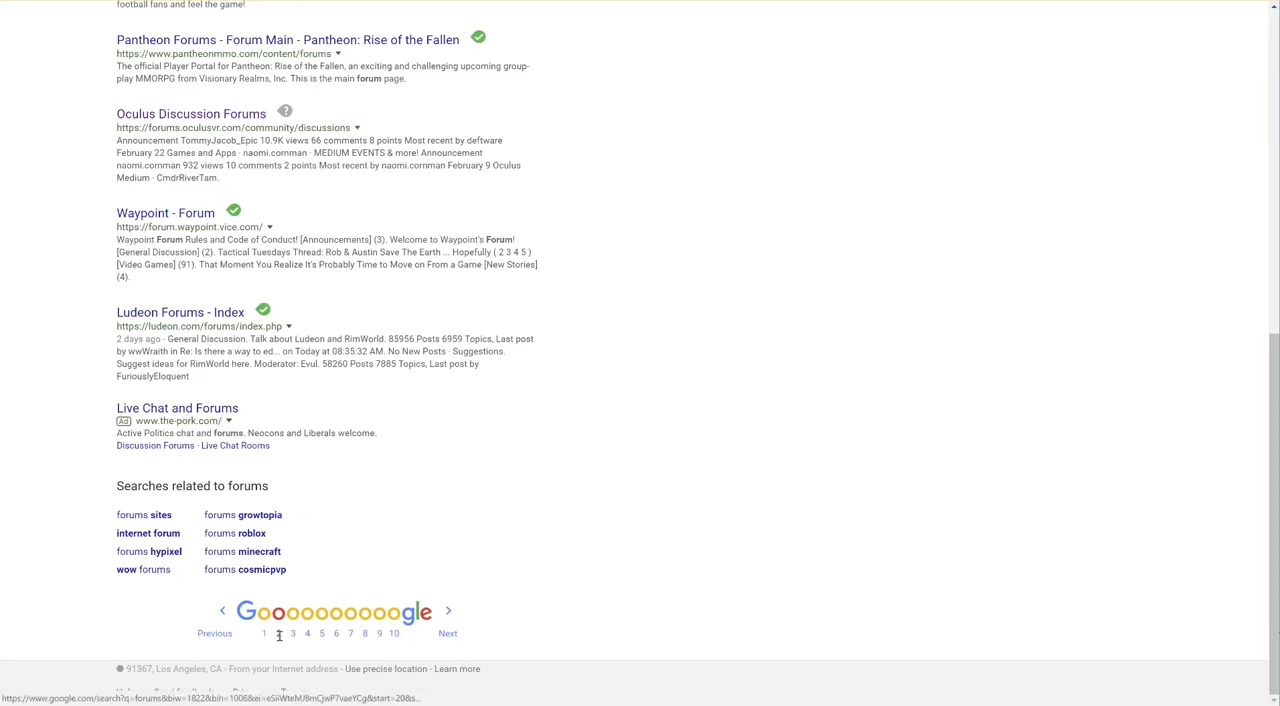 football fans and feel the game!
Pantheon Forums - Forum Main - Pantheon: Rise of the Fallen
https://www.pantheonmmo.com/content/forums
The official Player Portal for Pantheon: Rise of the Fallen, an exciting and challenging upcoming group-
play MMORPG from Visionary Realms, Inc. This is the main forum page.
Oculus Discussion Forums
https://forums.oculusvr.com/community/discussions
Announcement TommyJacob_Epic 10.9K views 66 comments 8 points Most recent by deftware
February 22 Games and Apps · naomi.cornman · MEDIUM EVENTS & more! Announcement
naomi.cornman 932 views 10 comments 2 points Most recent by naomi.cornman February 9 Oculus
Medium · CmdrRiverTam.
Waypoint - Forum
https://forum.waypoint.vice.com/
Waypoint Forum Rules and Code of Conduct! [Announcements] (3). Welcome to Waypoint's Forum!
[General Discussion] (2). Tactical Tuesdays Thread: Rob & Austin Save The Earth ... Hopefully ( 2 3 4 5 )
[Video Games] (91). That Moment You Realize It's Probably Time to Move on From a Game [New Stories]
(4).
Ludeon Forums - Index
https://ludeon.com/forums/index.php
2 days ago - General Discussion. Talk about Ludeon and RimWorld. 85956 Posts 6959 Topics, Last post
by wwWraith in Re: Is there a way to ed... on Today at 08:35:32 AM. No New Posts · Suggestions.
Suggest ideas for RimWorld here. Moderator: Evul. 58260 Posts 7885 Topics, Last post by
FuriouslyEloquent
Live Chat and Forums
Ad www.the-pork.com/
Active Politics chat and forums. Neocons and Liberals welcome.
Discussion Forums · Live Chat Rooms
Searches related to forums
forums sites forums growtopia
internet forum forums roblox
forums hypixel forums minecraft
wow forums forums cosmicpvp
< Goooooooooogle >
Previous 1 2 3 4 5 6 7 8 9 10 Next
91367, Los Angeles, CA - From your Internet address - Use precise location - Learn more